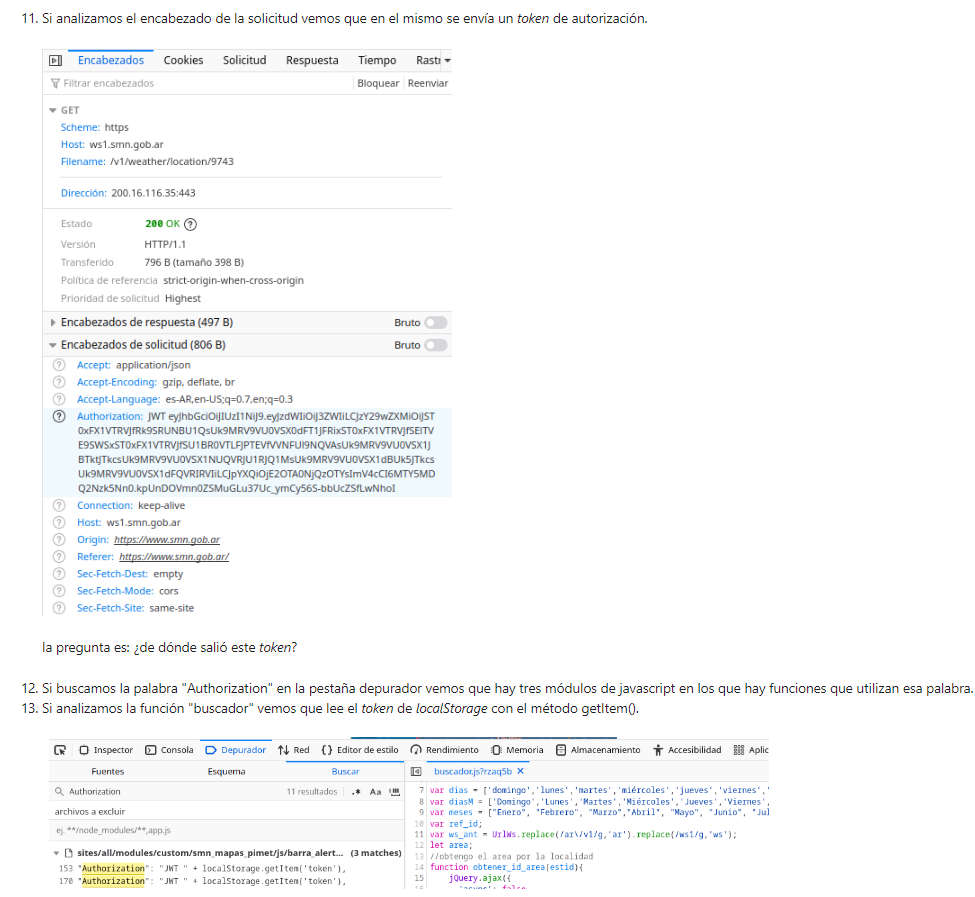 11. Si analizamos el encabezado de la solicitud vemos que en el mismo se envía un token de autorización.
Encabezados Cookies Solicitud Respuesta Tiempo Rastr
Filtrar encabezados Bloquear Reenviar
GET
Scheme: https
Host: ws1.smn.gob.ar
Filename: /v1/weather/location/9743
Dirección: 200.16.116.35:443
Estado 200 OK ?
Versión HTTP/1.1
Transferido 796 B (tamaño 398 B)
Política de referencia strict-origin-when-cross-origin
Prioridad de solicitud Highest
Encabezados de respuesta (497 B) Bruto
Encabezados de solicitud (806 B) Bruto
? Accept: application/json
? Accept-Encoding: gzip, deflate, br
? Accept-Language: es-AR,en-US;q=0.7,en;q=0.3
? Authorization: JWT
? Connection: keep-alive
? Host: ws1.smn.gob.ar
? Origin: https://www.smn.gob.ar
? Referer: https://www.smn.gob.ar/
? Sec-Fetch-Dest: empty
? Sec-Fetch-Mode: cors
? Sec-Fetch-Site: same-site
la pregunta es: ¿de dónde salió este token?
12. Si buscamos la palabra "Authorization" en la pestaña depurador vemos que hay tres módulos de javascript en los que hay funciones que utilizan esa palabra.
13. Si analizamos la función "buscador" vemos que lee el token de localStorage con el método getItem().
Inspector Consola Depurador Red Editor de estilo Rendimiento Memoria Almacenamiento Accesibilidad Aplic
Fuentes Esquema Buscar buscador.js?rzaq5b ×
Authorization 11 resultados .* Aa
archivos a excluir
ej. **/node_modules/**,app.js
sites/all/modules/custom/smn_mapas_pimet/js/barra_alert... (3 matches)
153 "Authorization": "JWT " + localStorage.getItem('token'),
170 "Authorization": "JWT " + localStorage.getItem('token'),
7 var dias = ['domingo','lunes','martes','miércoles','jueves','viernes','
8 var diasM = ['Domingo','Lunes','Martes','Miércoles','Jueves','Viernes',
9 var meses = ["Enero", "Febrero", "Marzo","Abril", "Mayo", "Junio", "Jul
10 var ref_id;
11 var ws_ant = UrlWs.replace(/ar\/v1/g,'ar').replace(/ws1/g,'ws');
12 let area;
13 //obtengo el area por la localidad
14 function obtener_id_area(estid){
15 jQuery.ajax({
16 'async': false